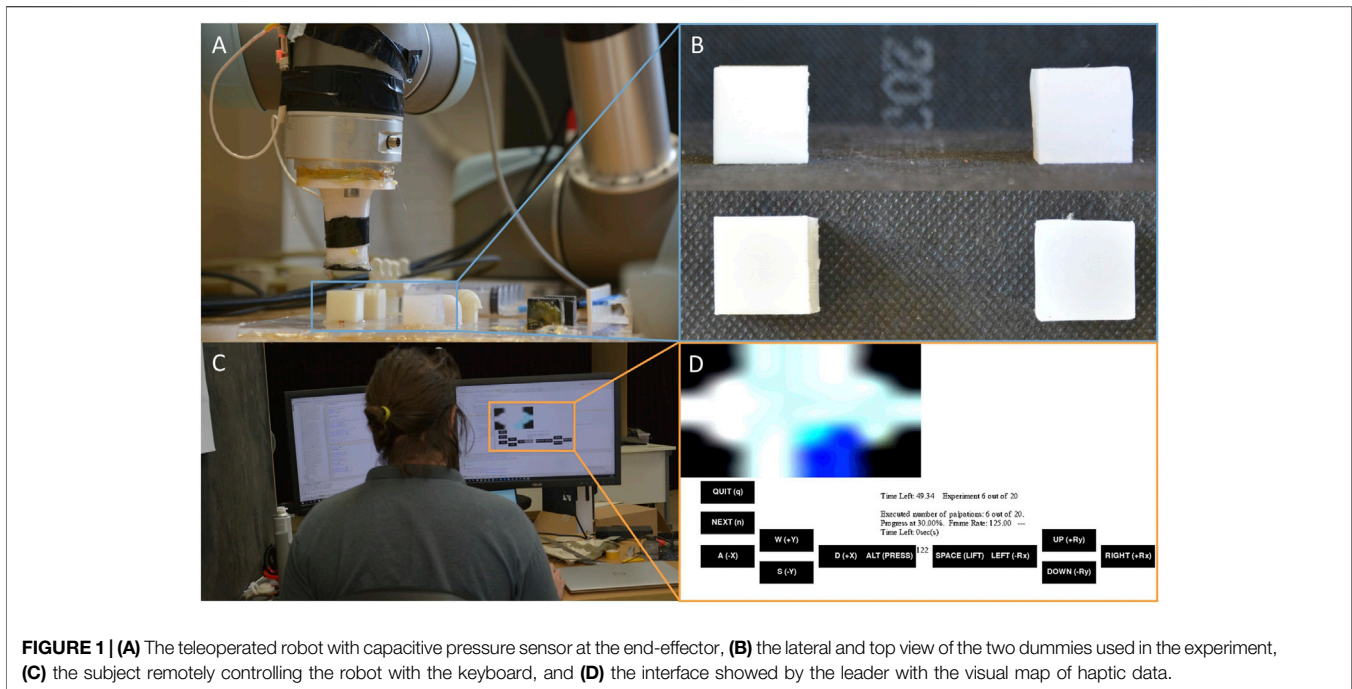 A
B
202
C
D
QUIT (q)
Time Left: 49.34 Experiment 6 out of 20
NEXT (n)
Executed number of palpations: 6 out of 20.
Progress at 30.00%. Frame Rate: 125.00 ---
Time Left: 0sec(s)
W (+Y)
UP (+Ry)
A (-X)
D (+X)
ALT (PRESS)
122
SPACE (LIFT)
LEFT (-Rx)
RIGHT (+Rx)
S (-Y)
DOWN (-Ry)
FIGURE 1 | (A) The teleoperated robot with capacitive pressure sensor at the end-effector, (B) the lateral and top view of the two dummies used in the experiment,
(C) the subject remotely controlling the robot with the keyboard, and (D) the interface showed by the leader with the visual map of haptic data.